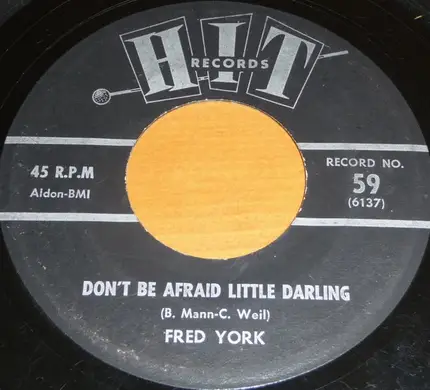 HIT
RECORDS
45 R.P.M
Aldon-BMI
RECORD NO.
59
(6137)
DON'T BE AFRAID LITTLE DARLING
(B. Mann-C. Weil)
FRED YORK